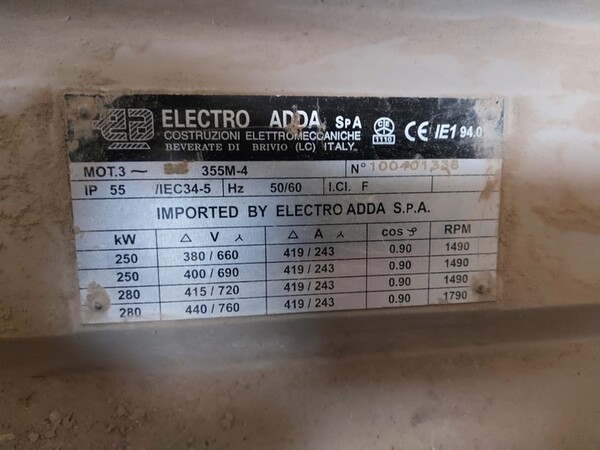 ELECTRO ADDA SpA
COSTRUZIONI ELETTROMECCANICHE
BEVERATE DI BRIVIO (LC) ITALY
CE 1110 CE IE1 94.0
MOT.3~ 355M-4 N° 100401338
IP 55 /IEC34-5 Hz 50/60 I.Cl. F
IMPORTED BY ELECTRO ADDA S.P.A.
kW △ V ⅄ △ A ⅄ cos φ RPM
250 380 / 660 419 / 243 0.90 1490
250 400 / 690 419 / 243 0.90 1490
280 415 / 720 419 / 243 0.90 1490
280 440 / 760 419 / 243 0.90 1790